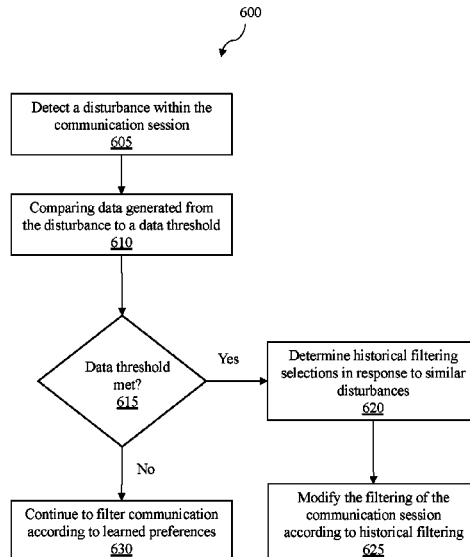 600
Detect a disturbance within the
communication session
605
Comparing data generated from
the disturbance to a data threshold
610
Data threshold
met?
615
Yes
Determine historical filtering
selections in response to similar
disturbances
620
No
Continue to filter communication
according to learned preferences
630
Modify the filtering of the
communication session
according to historical filtering
625